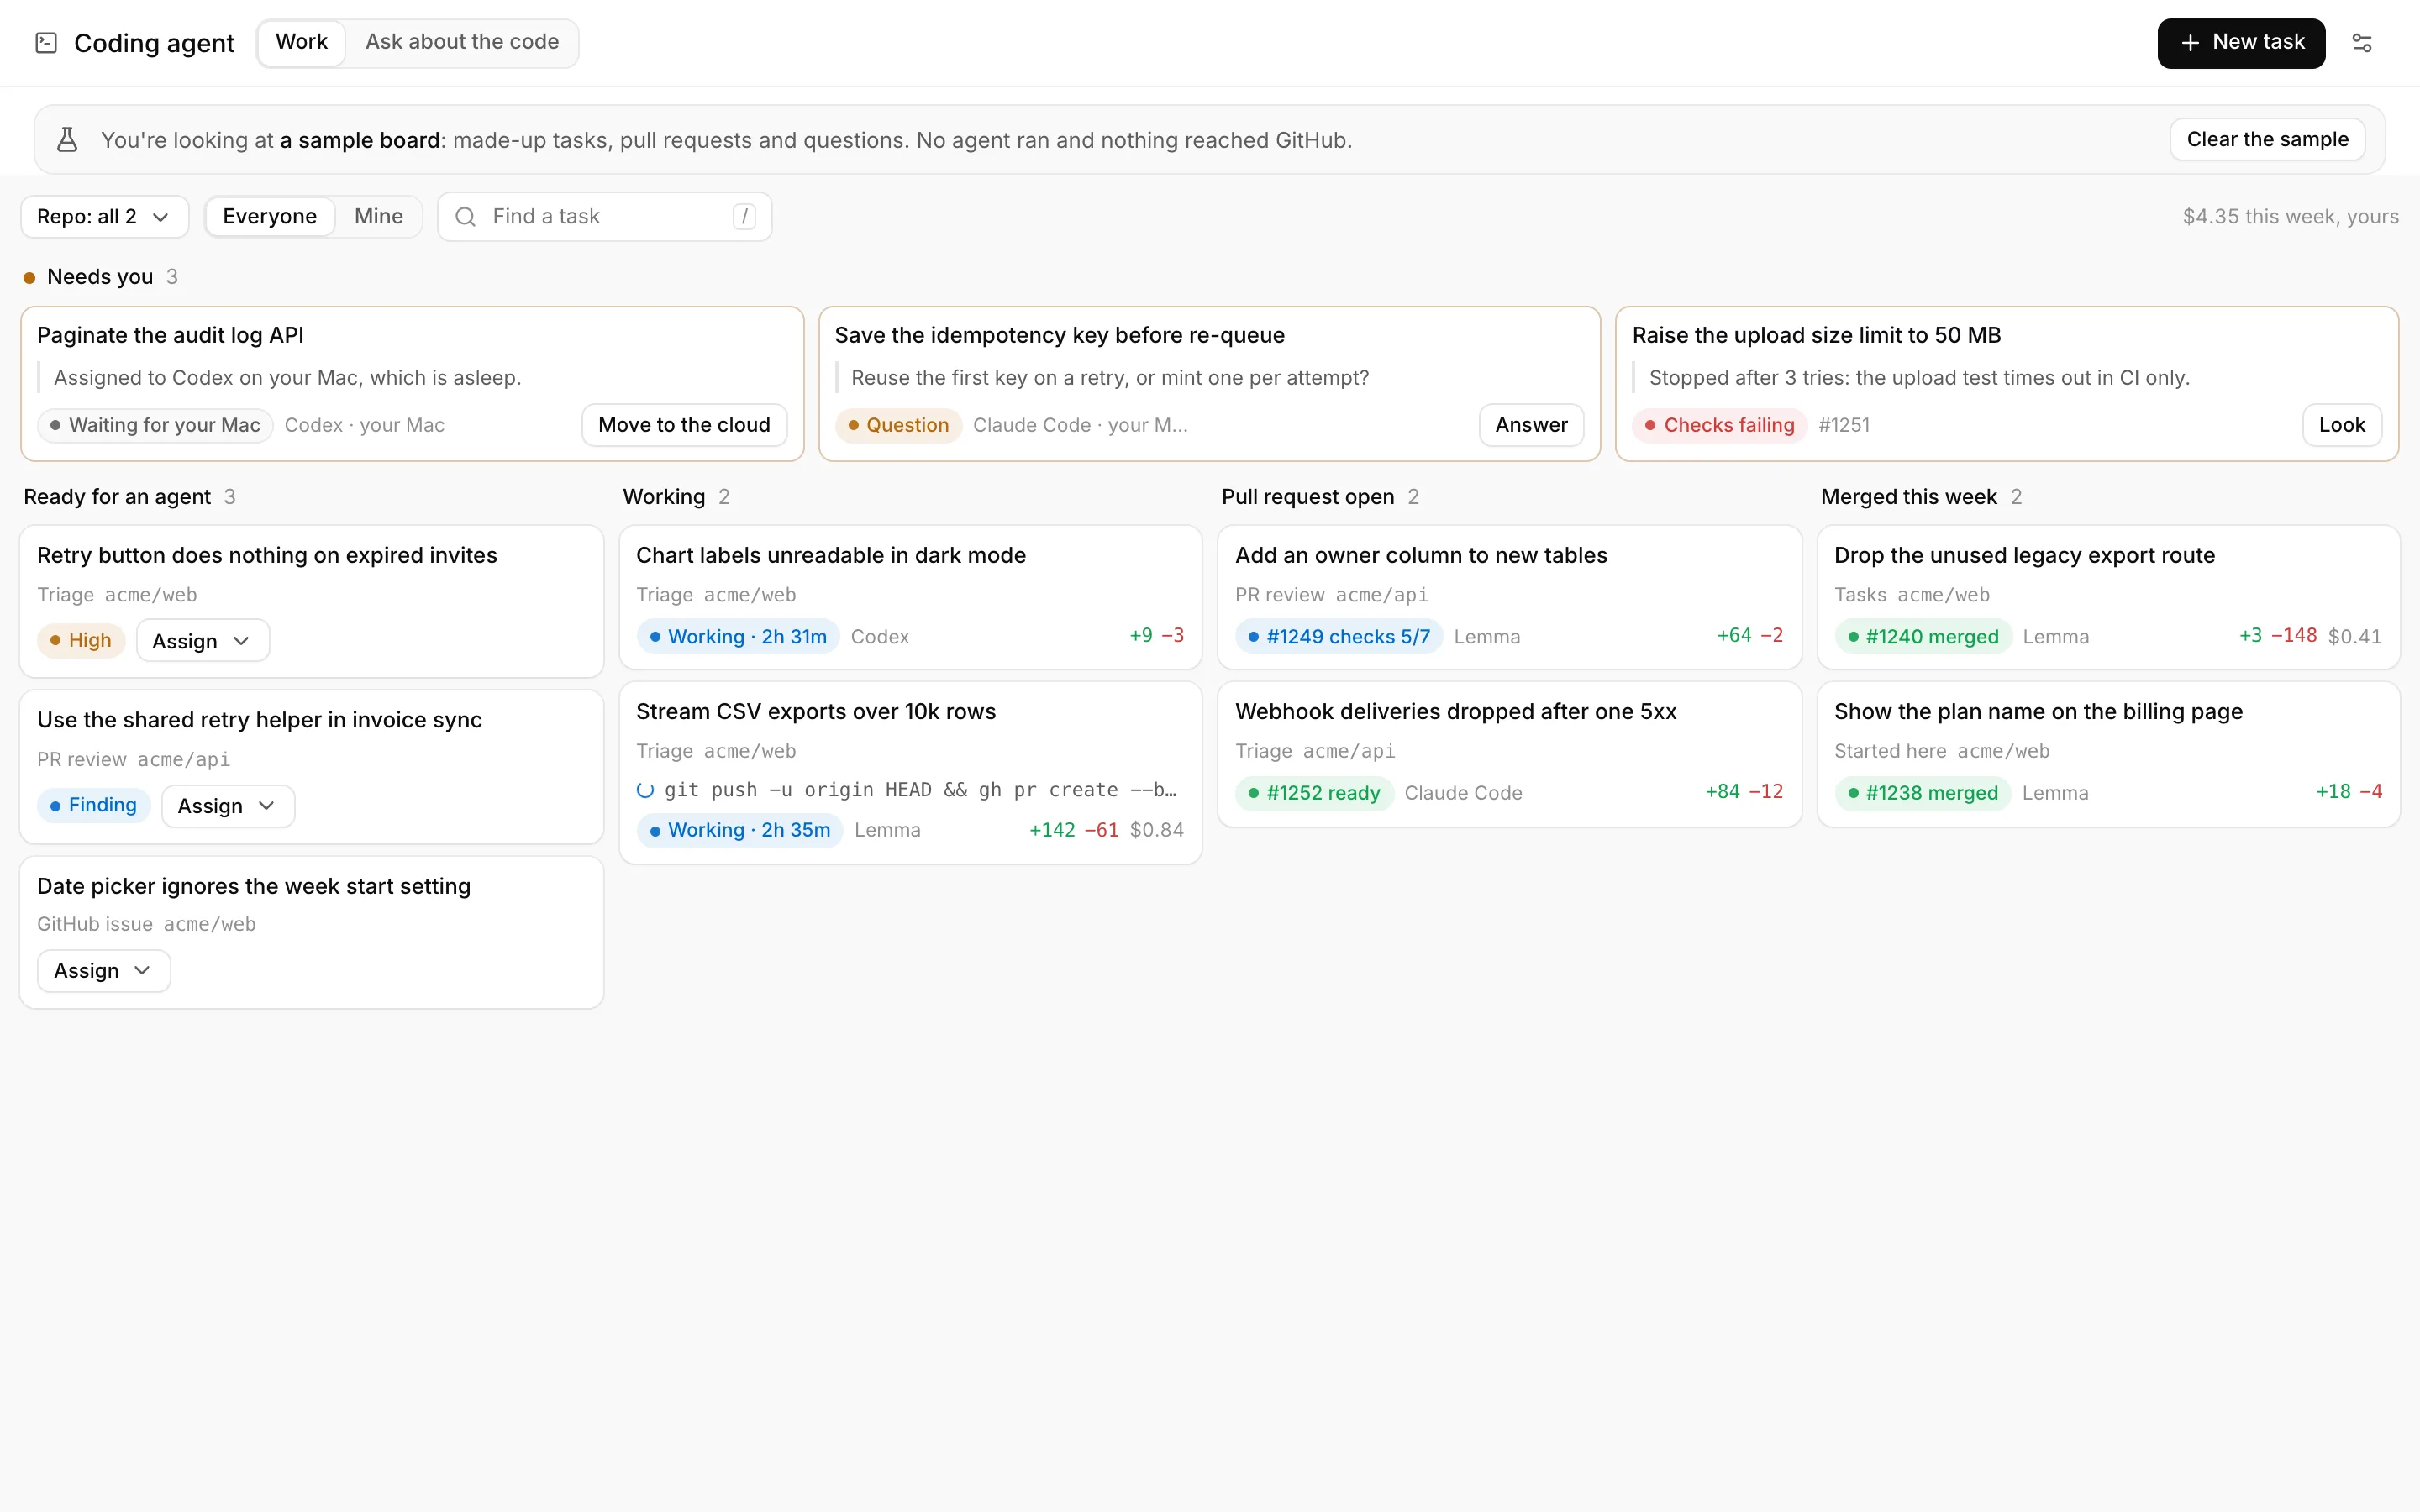 Coding agent
Work
Ask about the code
New task
You're looking at a sample board: made-up tasks, pull requests and questions. No agent ran and nothing reached GitHub.
Clear the sample
Repo: all 2
Everyone
Mine
Find a task
/
$4.35 this week, yours
Needs you 3
Paginate the audit log API
Assigned to Codex on your Mac, which is asleep.
Waiting for your Mac
Codex · your Mac
Move to the cloud
Save the idempotency key before re-queue
Reuse the first key on a retry, or mint one per attempt?
Question
Claude Code · your M...
Answer
Raise the upload size limit to 50 MB
Stopped after 3 tries: the upload test times out in CI only.
Checks failing
#1251
Look
Ready for an agent 3
Retry button does nothing on expired invites
Triage acme/web
High
Assign
Use the shared retry helper in invoice sync
PR review acme/api
Finding
Assign
Date picker ignores the week start setting
GitHub issue acme/web
Assign
Working 2
Chart labels unreadable in dark mode
Triage acme/web
Working · 2h 31m Codex +9 −3
Stream CSV exports over 10k rows
Triage acme/web
git push -u origin HEAD && gh pr create --b…
Working · 2h 35m Lemma +142 −61 $0.84
Pull request open 2
Add an owner column to new tables
PR review acme/api
#1249 checks 5/7 Lemma +64 −2
Webhook deliveries dropped after one 5xx
Triage acme/api
#1252 ready Claude Code +84 −12
Merged this week 2
Drop the unused legacy export route
Tasks acme/web
#1240 merged Lemma +3 −148 $0.41
Show the plan name on the billing page
Started here acme/web
#1238 merged Lemma +18 −4